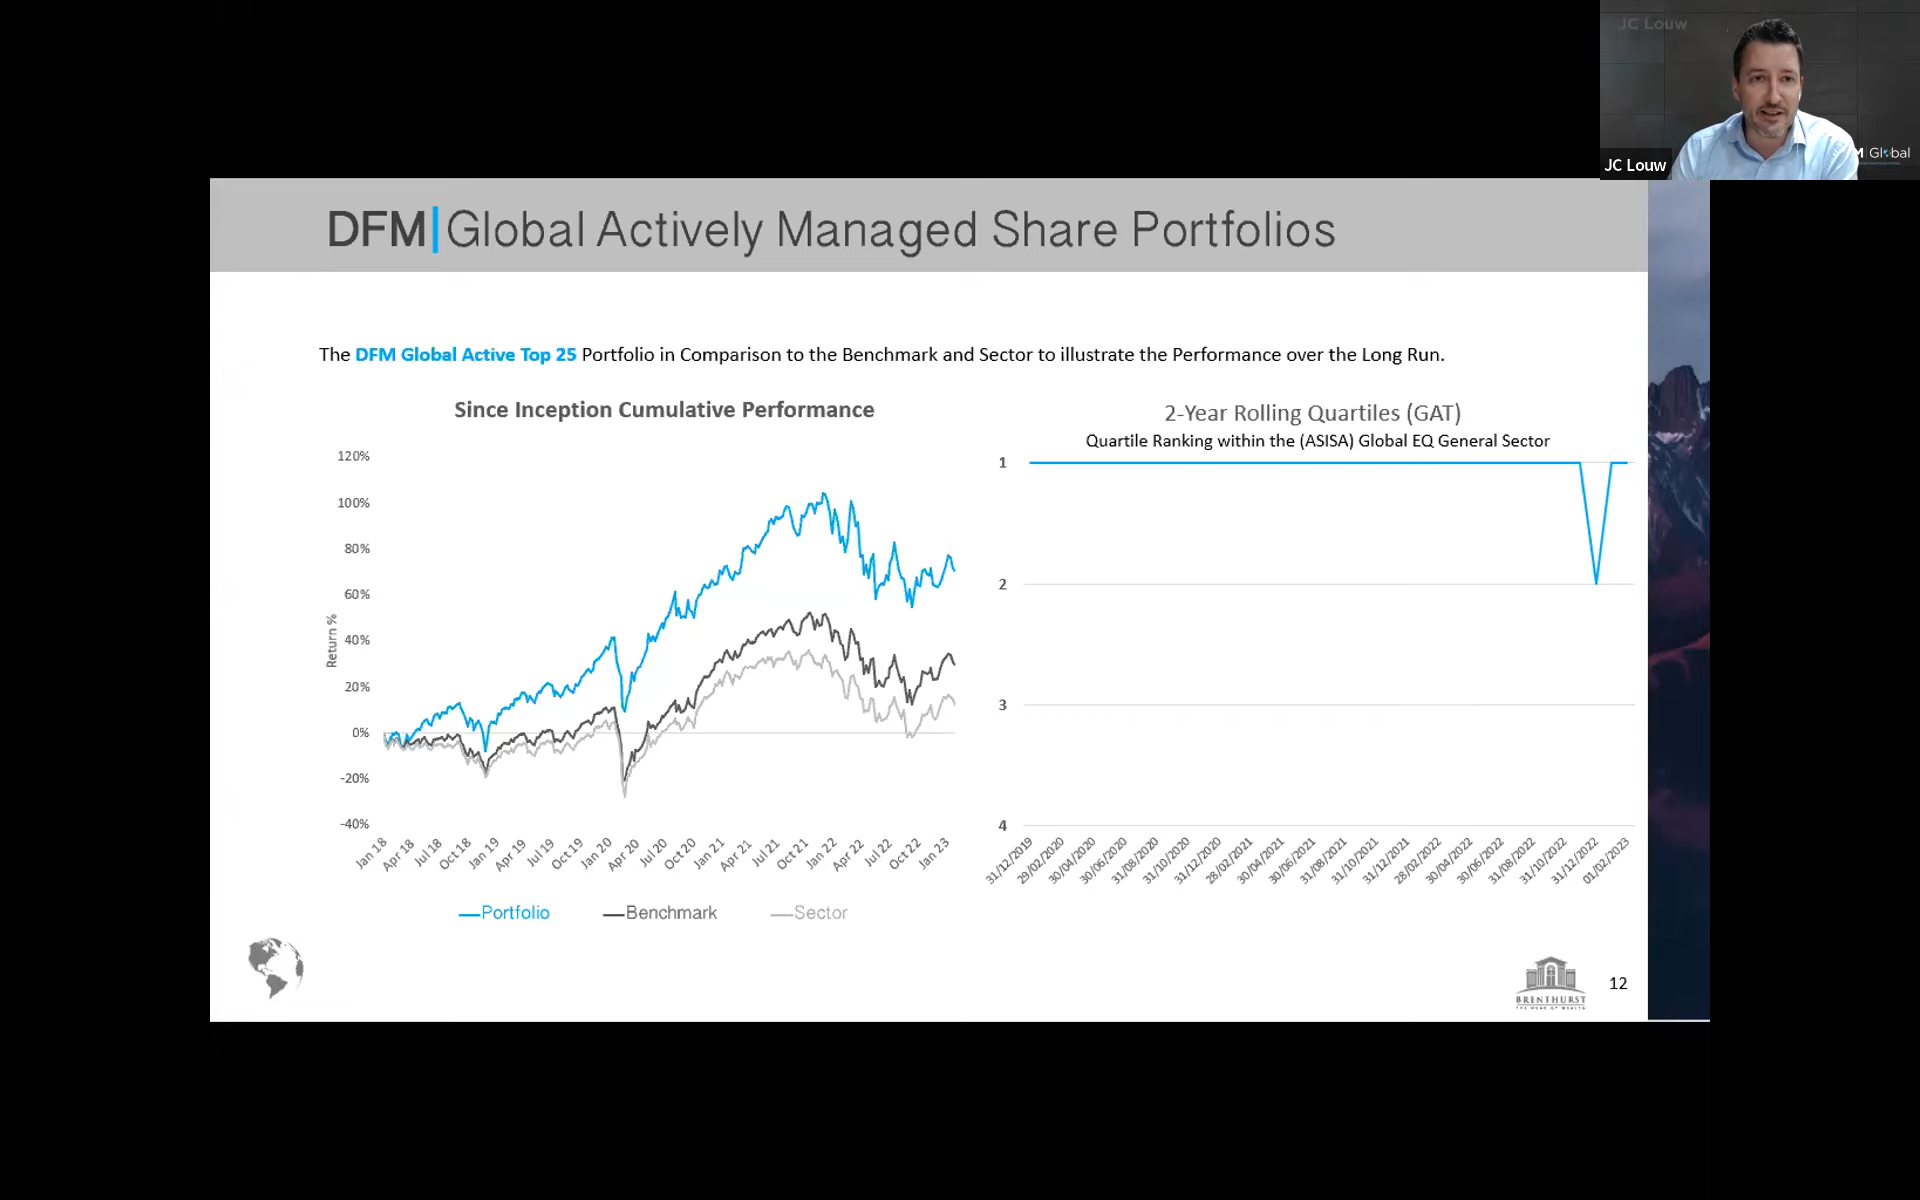 JC Louw
JC Louw
Global
DFM|Global Actively Managed Share Portfolios
The DFM Global Active Top 25 Portfolio in Comparison to the Benchmark and Sector to illustrate the Performance over the Long Run.
Since Inception Cumulative Performance
120%
100%
80%
60%
40%
20%
0%
-20%
-40%
Return %
Jan 18
Apr 18
Jul 18
Oct 18
Jan 19
Apr 19
Jul 19
Oct 19
Jan 20
Apr 20
Jul 20
Oct 20
Jan 21
Apr 21
Jul 21
Oct 21
Jan 22
Apr 22
Jul 22
Oct 22
Jan 23
Portfolio
Benchmark
Sector
2-Year Rolling Quartiles (GAT)
Quartile Ranking within the (ASISA) Global EQ General Sector
1
2
3
4
31/12/2019
29/02/2020
30/04/2020
30/06/2020
31/08/2020
31/10/2020
31/12/2020
28/02/2021
30/04/2021
30/06/2021
31/08/2021
31/10/2021
31/12/2021
28/02/2022
30/04/2022
30/06/2022
31/08/2022
31/10/2022
31/12/2022
01/02/2023
BRENTHURST
THE HOME OF WEALTH
12